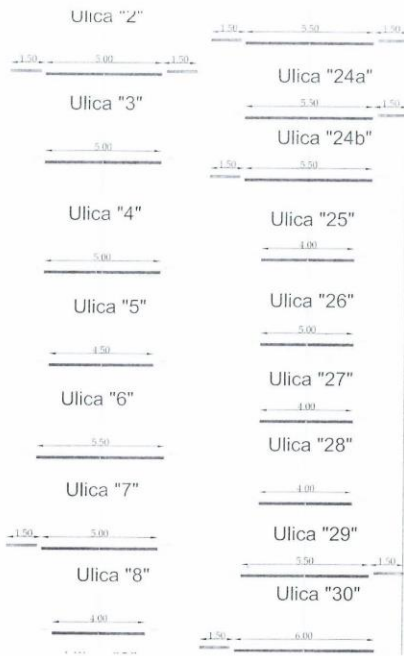 Ulica "2"
1.50 5.00 1.50
Ulica "3"
5.00
Ulica "4"
5.00
Ulica "5"
4.50
Ulica "6"
5.50
Ulica "7"
1.50 5.00
Ulica "8"
4.00
1.50 5.50 1.50
Ulica "24a"
5.50 1.50
Ulica "24b"
1.50 5.50
Ulica "25"
4.00
Ulica "26"
5.00
Ulica "27"
4.00
Ulica "28"
4.00
Ulica "29"
5.50 1.50
Ulica "30"
1.50 6.00